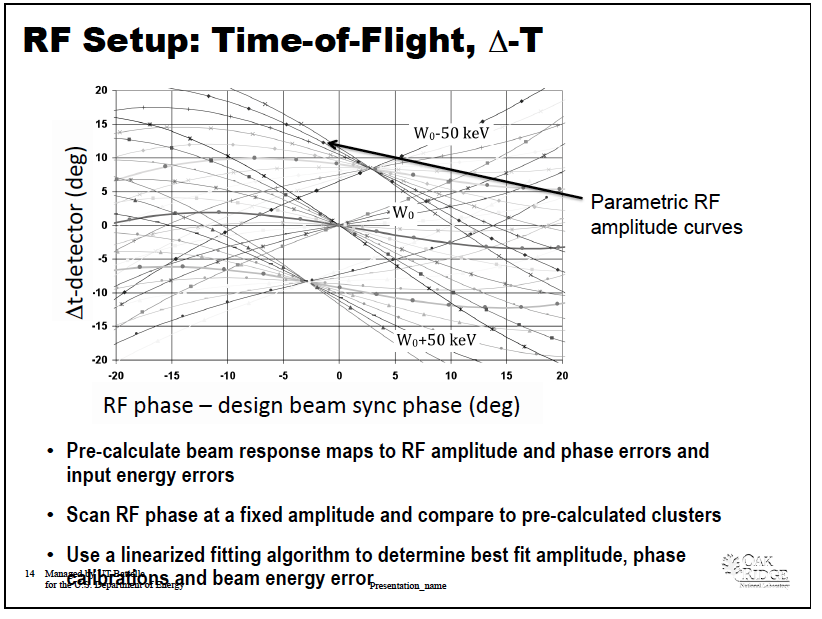 RF Setup: Time-of-Flight, Δ-T
20
15
10
5
0
-5
-10
-15
-20
Δt-detector (deg)
W₀-50 keV
W₀
W₀+50 keV
-20 -15 -10 -5 0 5 10 15 20
RF phase – design beam sync phase (deg)
Parametric RF
amplitude curves
• Pre-calculate beam response maps to RF amplitude and phase errors and
input energy errors
• Scan RF phase at a fixed amplitude and compare to pre-calculated clusters
• Use a linearized fitting algorithm to determine best fit amplitude, phase
calibrations and beam energy error
14 Managed by UT-Battelle
for the U.S. Department of Energy
Presentation_name
OAK
RIDGE
National Laboratory